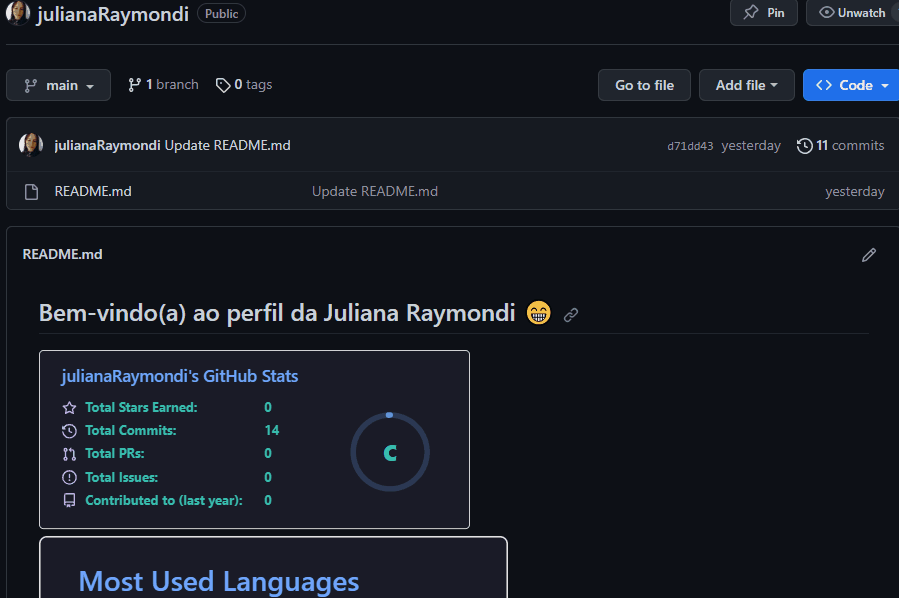 julianaRaymondi Public Pin Unwatch
main 1 branch 0 tags Go to file Add file <> Code
julianaRaymondi Update README.md d71dd43 yesterday 11 commits
README.md Update README.md yesterday
README.md
Bem-vindo(a) ao perfil da Juliana Raymondi 😁
julianaRaymondi's GitHub Stats
Total Stars Earned: 0
Total Commits: 14
Total PRs: 0
C
Total Issues: 0
Contributed to (last year): 0
Most Used Languages